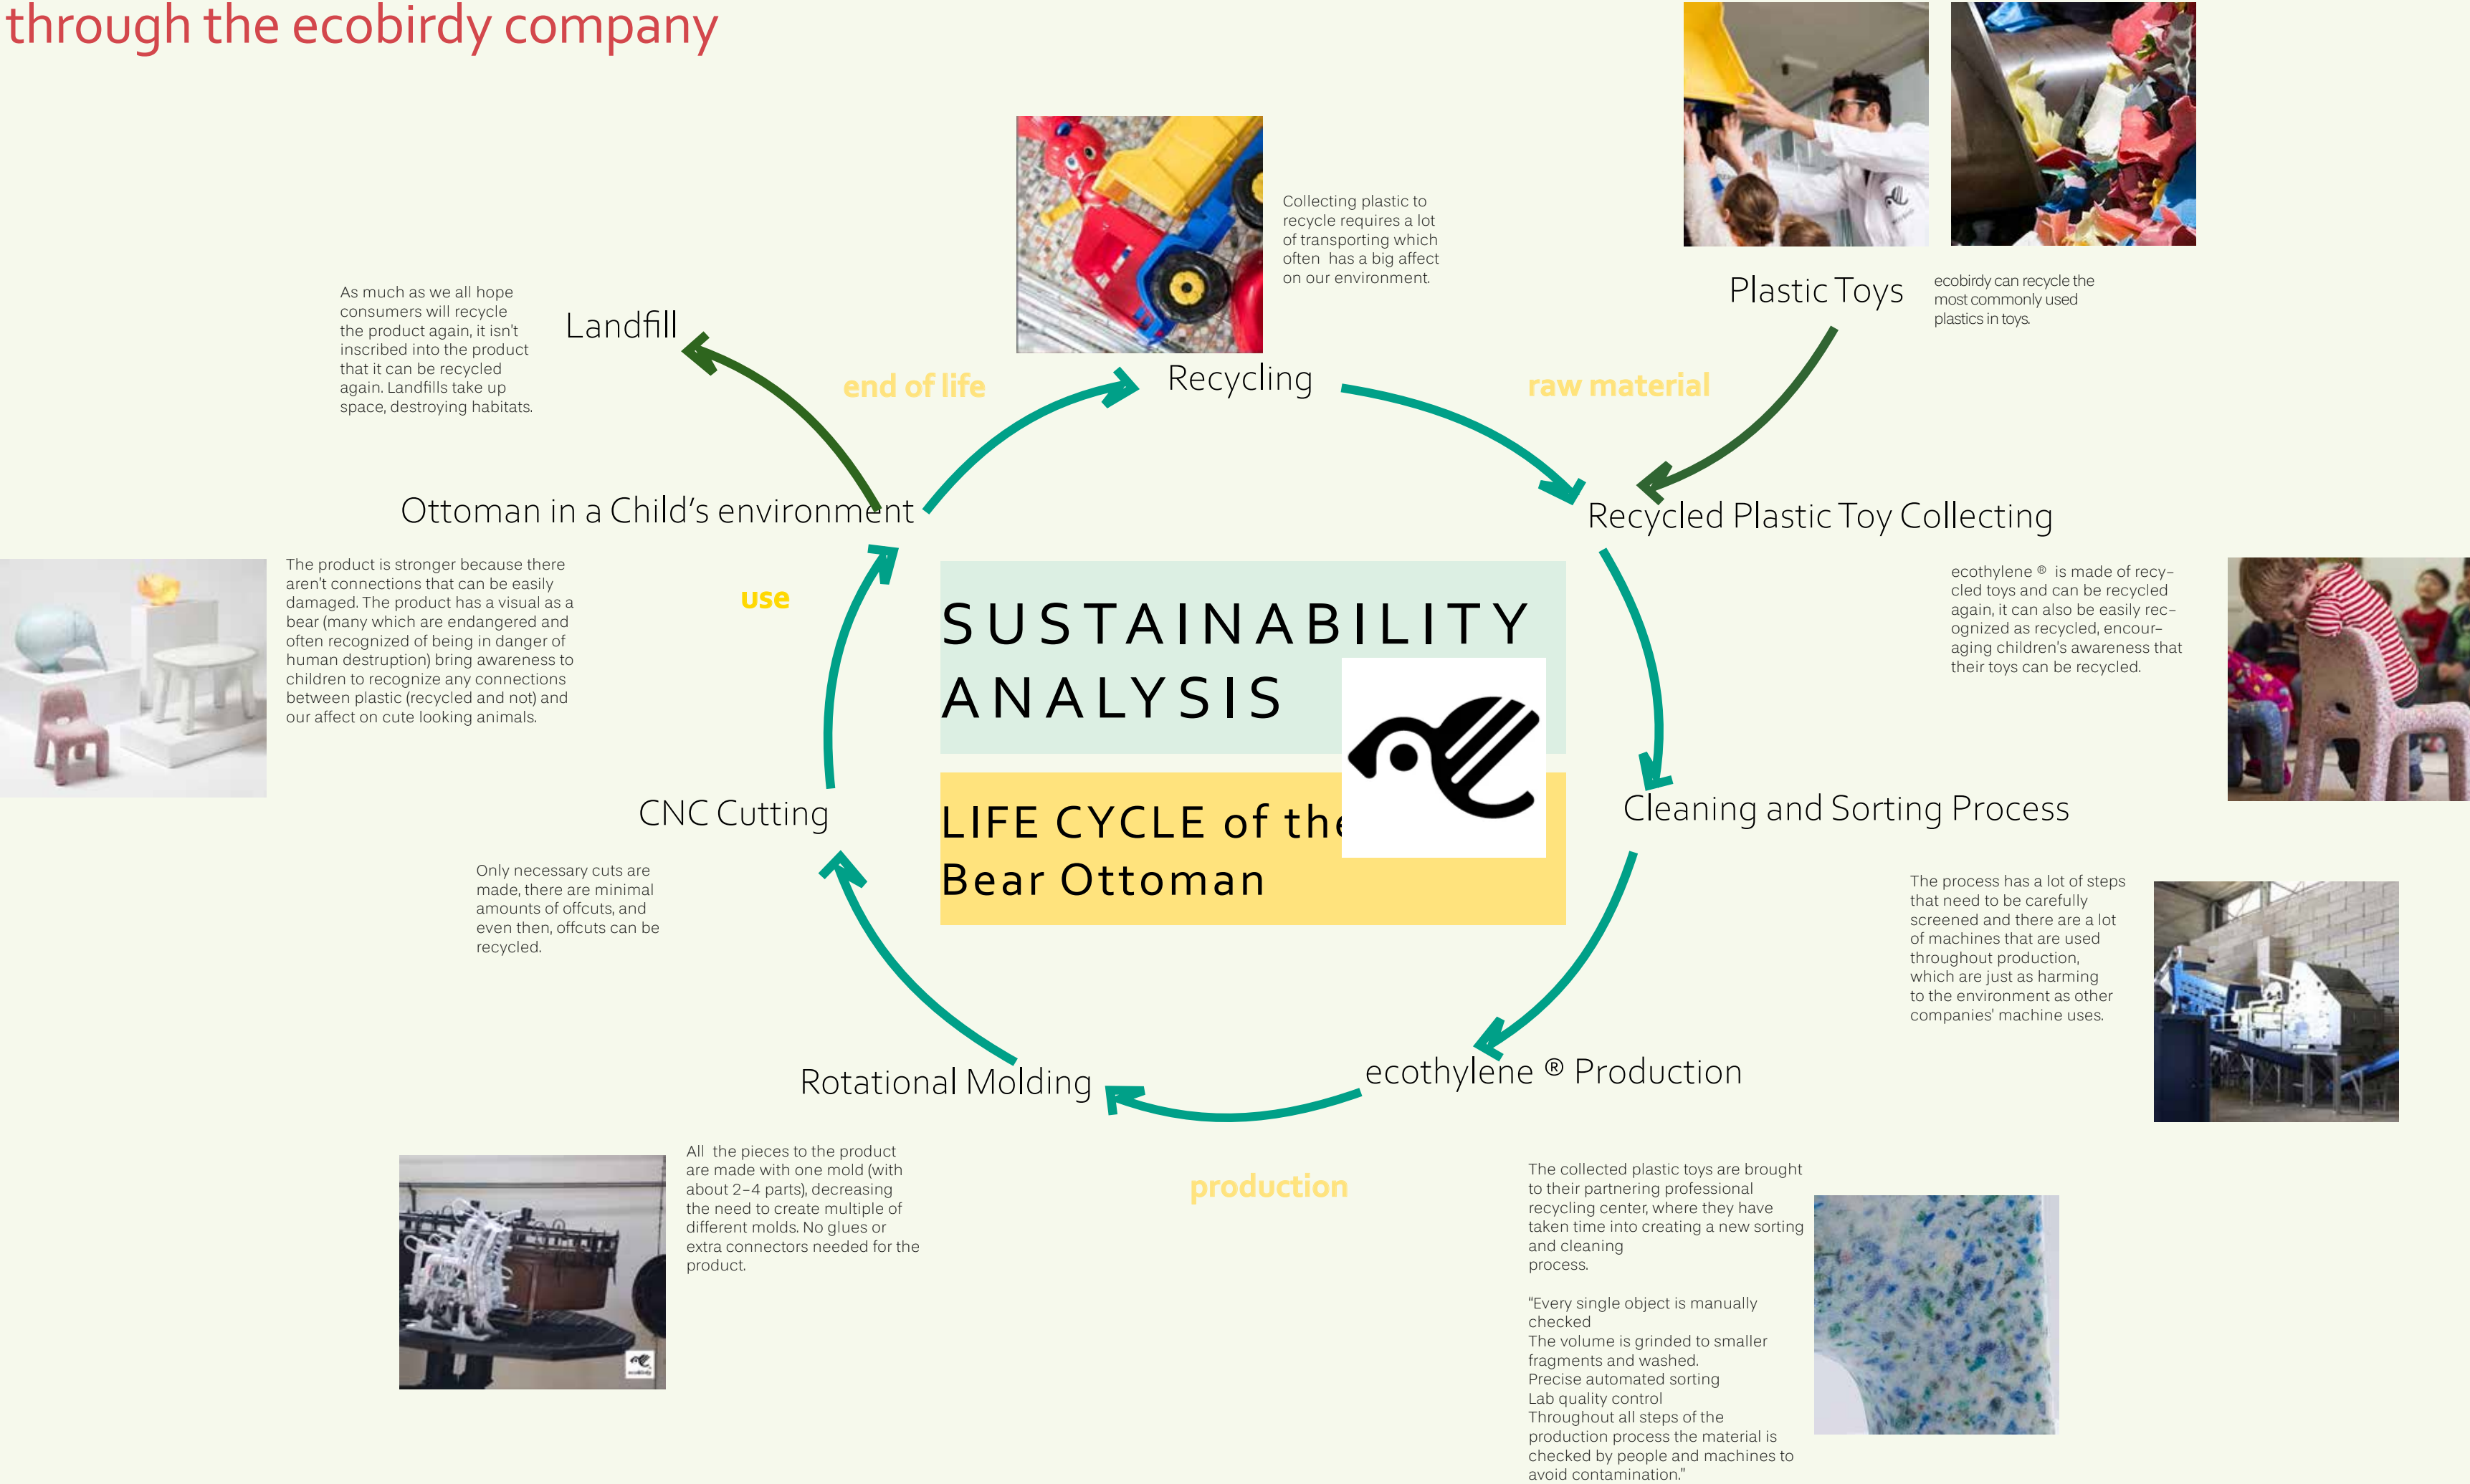 through the ecobirdy company
Collecting plastic to
recycle requires a lot
of transporting which
often has a big affect
on our environment.
Plastic Toys
ecobirdy can recycle the
most commonly used
plastics in toys.
As much as we all hope
consumers will recycle
the product again, it isn't
inscribed into the product
that it can be recycled
again. Landfills take up
space, destroying habitats.
Landfill
end of life
Recycling
raw material
Ottoman in a Child's environment
Recycled Plastic Toy Collecting
The product is stronger because there
aren't connections that can be easily
damaged. The product has a visual as a
bear (many which are endangered and
often recognized of being in danger of
human destruption) bring awareness to
children to recognize any connections
between plastic (recycled and not) and
our affect on cute looking animals.
use
SUSTAINABILITY
ANALYSIS
ecothylene ® is made of recy-
cled toys and can be recycled
again, it can also be easily rec-
ognized as recycled, encour-
aging children's awareness that
their toys can be recycled.
CNC Cutting
LIFE CYCLE of the
Bear Ottoman
Cleaning and Sorting Process
Only necessary cuts are
made, there are minimal
amounts of offcuts, and
even then, offcuts can be
recycled.
The process has a lot of steps
that need to be carefully
screened and there are a lot
of machines that are used
throughout production,
which are just as harming
to the environment as other
companies' machine uses.
Rotational Molding
ecothylene ® Production
All the pieces to the product
are made with one mold (with
about 2-4 parts), decreasing
the need to create multiple of
different molds. No glues or
extra connectors needed for the
product.
ecobirdy
production
The collected plastic toys are brought
to their partnering professional
recycling center, where they have
taken time into creating a new sorting
and cleaning
process.
"Every single object is manually
checked
The volume is grinded to smaller
fragments and washed.
Precise automated sorting
Lab quality control
Throughout all steps of the
production process the material is
checked by people and machines to
avoid contamination."